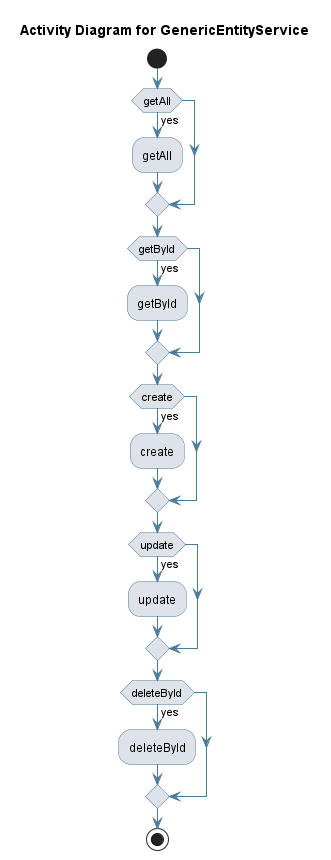 Activity Diagram for GenericEntityService
getAll
yes
getAll
getById
yes
getById
create
yes
create
update
yes
update
deleteById
yes
deleteById